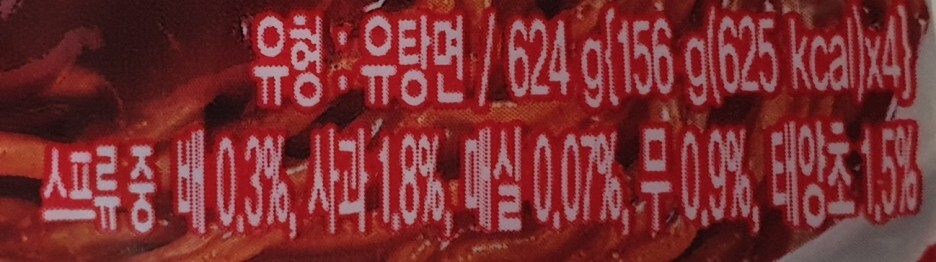 유형 : 유탕면 / 624 g{156 g(625 kcal)x4}
스프류 중 배 0.3%, 사과 1.8%, 매실 0.07%, 무 0.9%, 태양초 1.5%